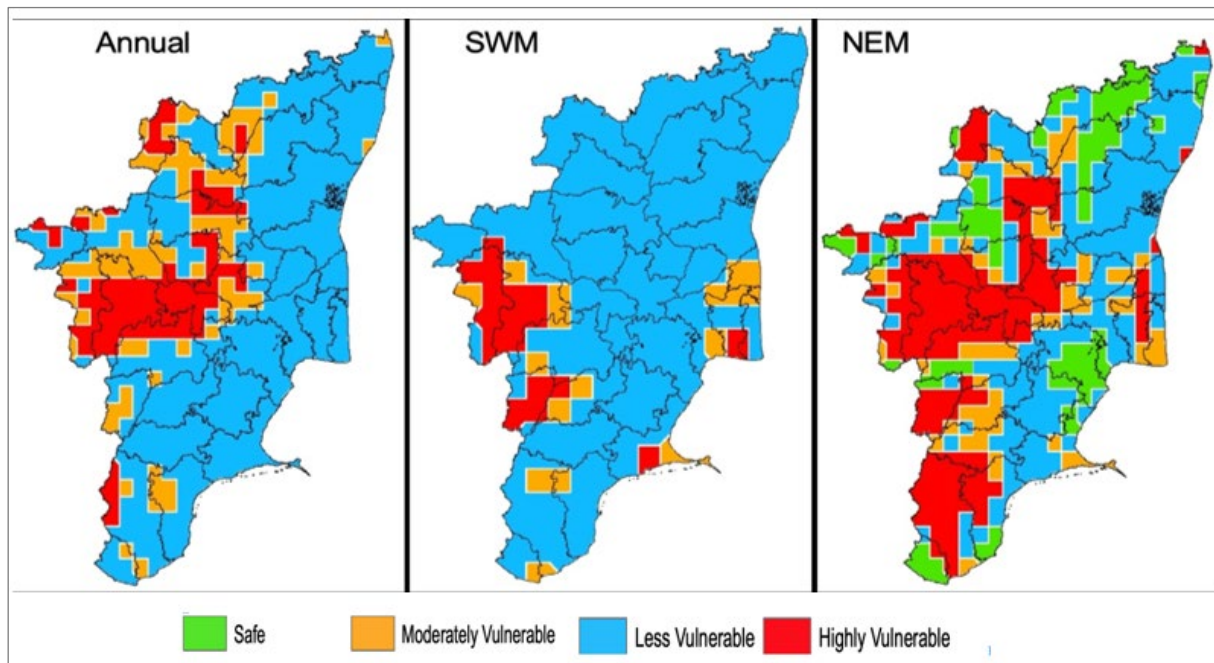 Annual
SWM
NEM
Safe
Moderately Vulnerable
Less Vulnerable
Highly Vulnerable